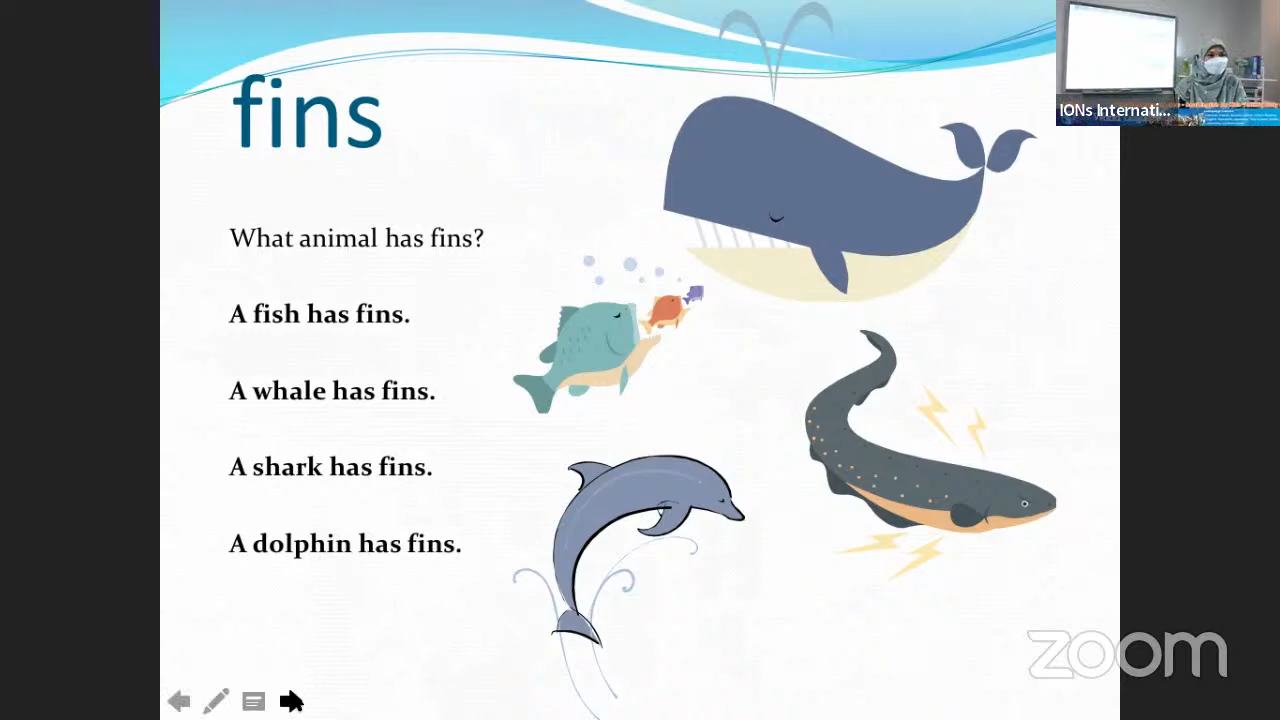 fins
IONs Internati...
What animal has fins?
A fish has fins.
A whale has fins.
A shark has fins.
A dolphin has fins.
zoom